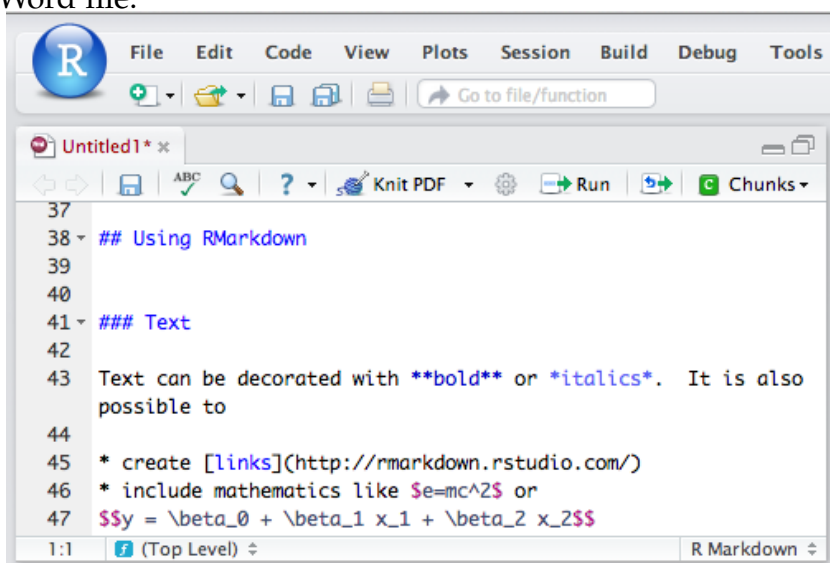 Word file.
R File Edit Code View Plots Session Build Debug Tools
Go to file/function
Untitled1*
ABC ? Knit PDF Run C Chunks
37
38 ## Using RMarkdown
39
40
41 ### Text
42
43 Text can be decorated with **bold** or *italics*. It is also
possible to
44
45 * create [links](http://rmarkdown.rstudio.com/)
46 * include mathematics like $e=mc^2$ or
47 $$y = \beta_0 + \beta_1 x_1 + \beta_2 x_2$$
1:1 f (Top Level) R Markdown